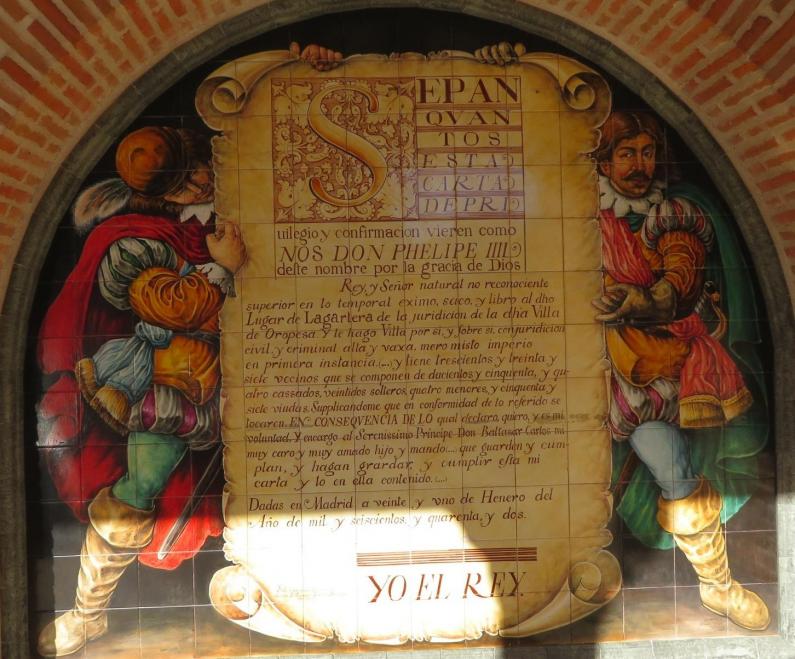 SEPAN
QVAN
TOS
ESTA
CARTA
DE PRI
uilegio y confirmacion vieren como
NOS DON PHELIPE IIII
deste nombre por la gracia de Dios
Rey, y Señor natural no reconociente
superior en lo temporal eximo, saco, y libro al dho
Lugar de Lagartera de la juridicion de la dha Villa
de Oropesa. y te hago Villa por si, y sobre si, con juridicion
civil y criminal alta y vaxa. mero misto imperio
en primera instancia.(...) y tiene trescientos y treinta y
siete veccinos que se componen de dacientos y cinquenta, y qu-
atro cassados, veintidos solteros, quatro menores, y cinquenta y
siete viudas. Supplicandome que en conformidad de lo referido se
tocaren. EN CONSEQVENCIA DE LO qual declaro, quiero, y es mi
voluntad. Y encargo al Serenissimo Principe Don Baltasar Carlos mi
muy caro y muy amado hijo y mando.... que guarden y cum-
plan, y hagan grardar, y cumplir esta mi
carta y lo en ella contenido.(...)
Dadas en Madrid a veinte y vno de Henero del
Año de mil y seiscientos, y quarenta, y dos.
YO EL REY.